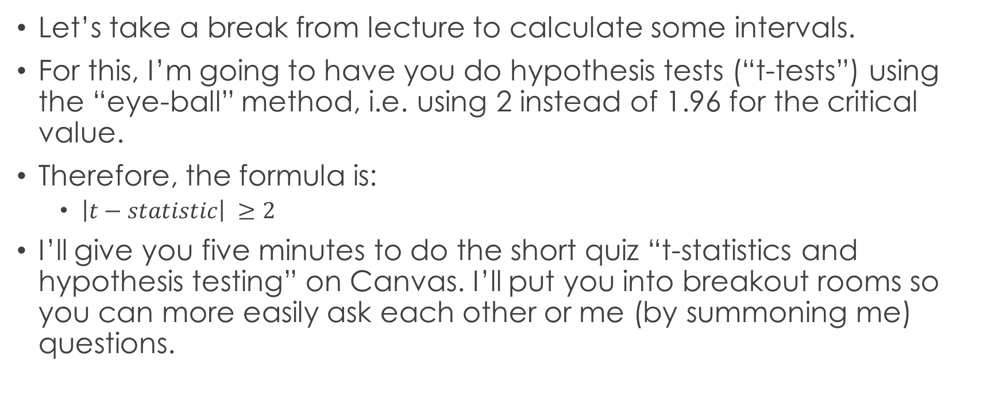 • Let’s take a break from lecture to calculate some intervals.
• For this, I’m going to have you do hypothesis tests (“t-tests”) using
the “eye-ball” method, i.e. using 2 instead of 1.96 for the critical
value.
• Therefore, the formula is:
• |𝑡 − 𝑠𝑡𝑎𝑡𝑖𝑠𝑡𝑖𝑐| ≥ 2
• I’ll give you five minutes to do the short quiz “t-statistics and
hypothesis testing” on Canvas. I’ll put you into breakout rooms so
you can more easily ask each other or me (by summoning me)
questions.